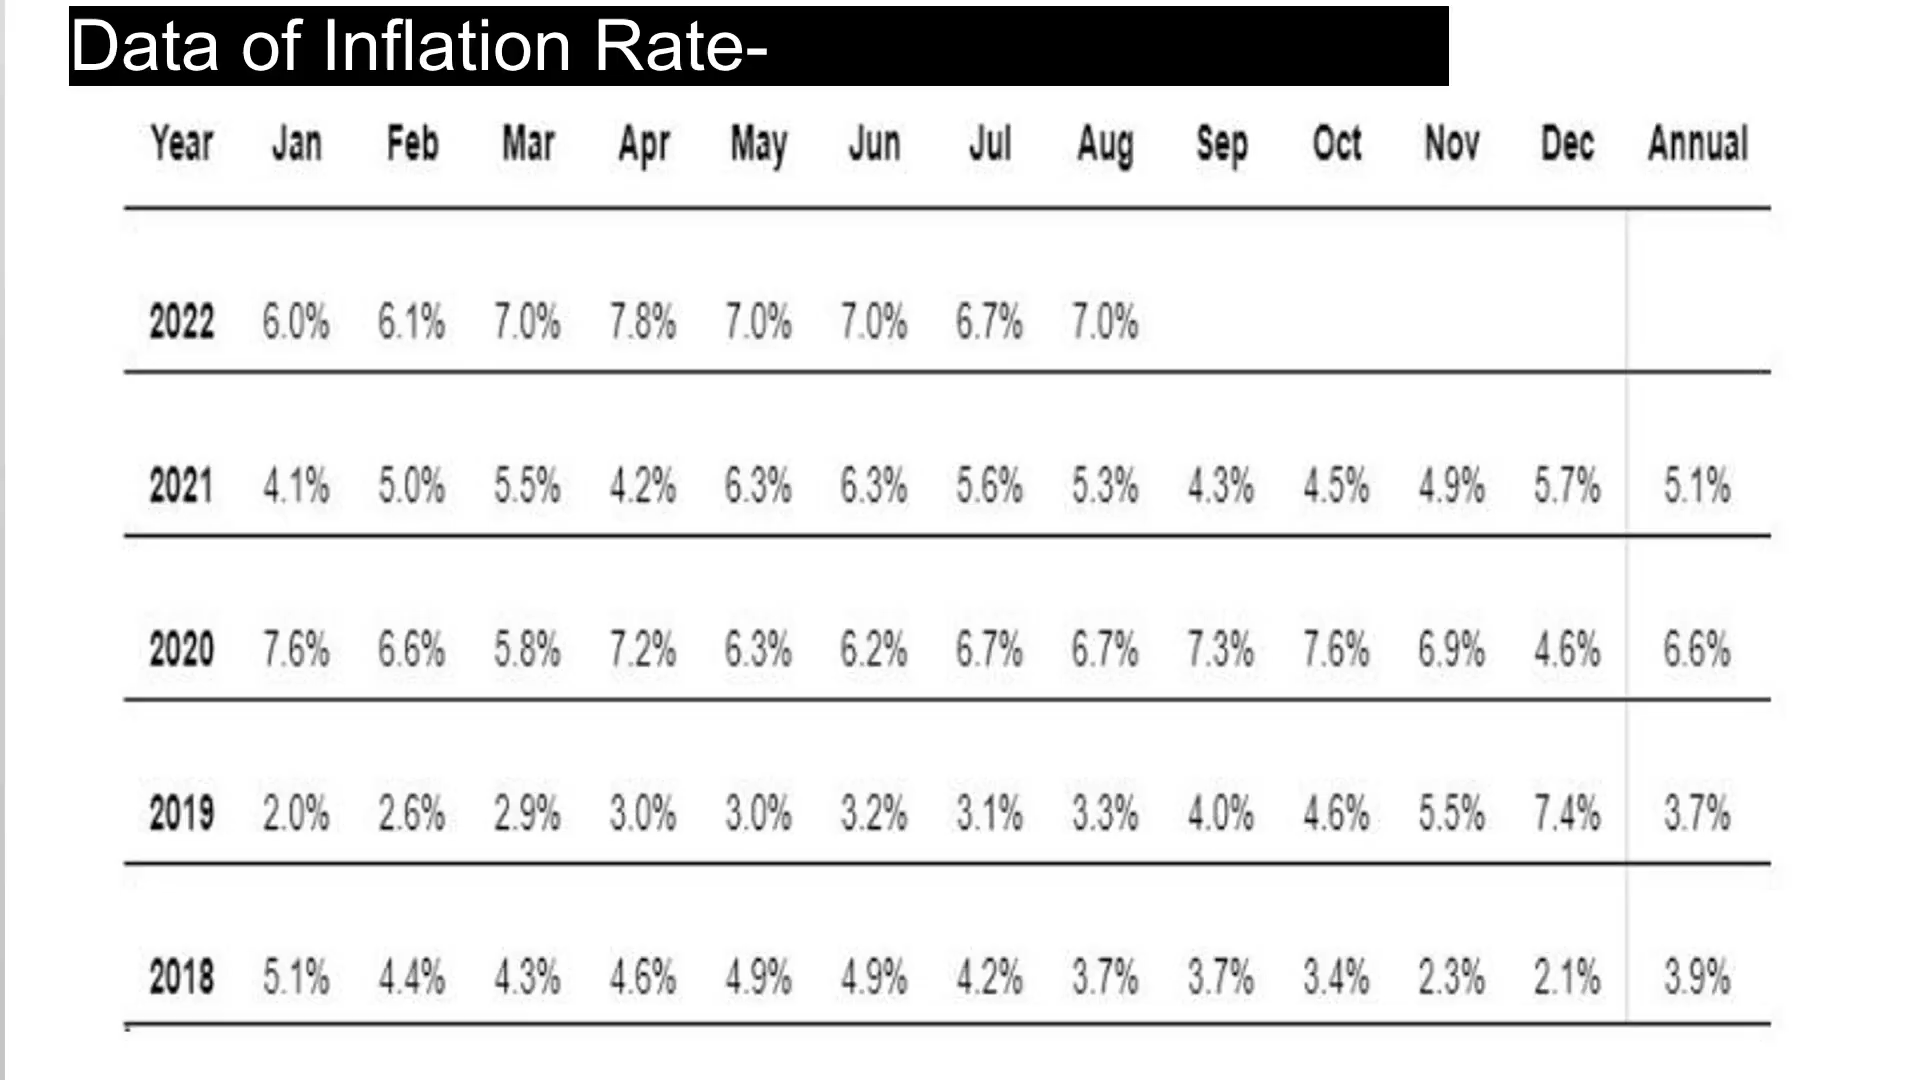 Data of Inflation Rate-
Year Jan Feb Mar Apr May Jun Jul Aug Sep Oct Nov Dec Annual
2022 6.0% 6.1% 7.0% 7.8% 7.0% 7.0% 6.7% 7.0%
2021 4.1% 5.0% 5.5% 4.2% 6.3% 6.3% 5.6% 5.3% 4.3% 4.5% 4.9% 5.7% 5.1%
2020 7.6% 6.6% 5.8% 7.2% 6.3% 6.2% 6.7% 6.7% 7.3% 7.6% 6.9% 4.6% 6.6%
2019 2.0% 2.6% 2.9% 3.0% 3.0% 3.2% 3.1% 3.3% 4.0% 4.6% 5.5% 7.4% 3.7%
2018 5.1% 4.4% 4.3% 4.6% 4.9% 4.9% 4.2% 3.7% 3.7% 3.4% 2.3% 2.1% 3.9%